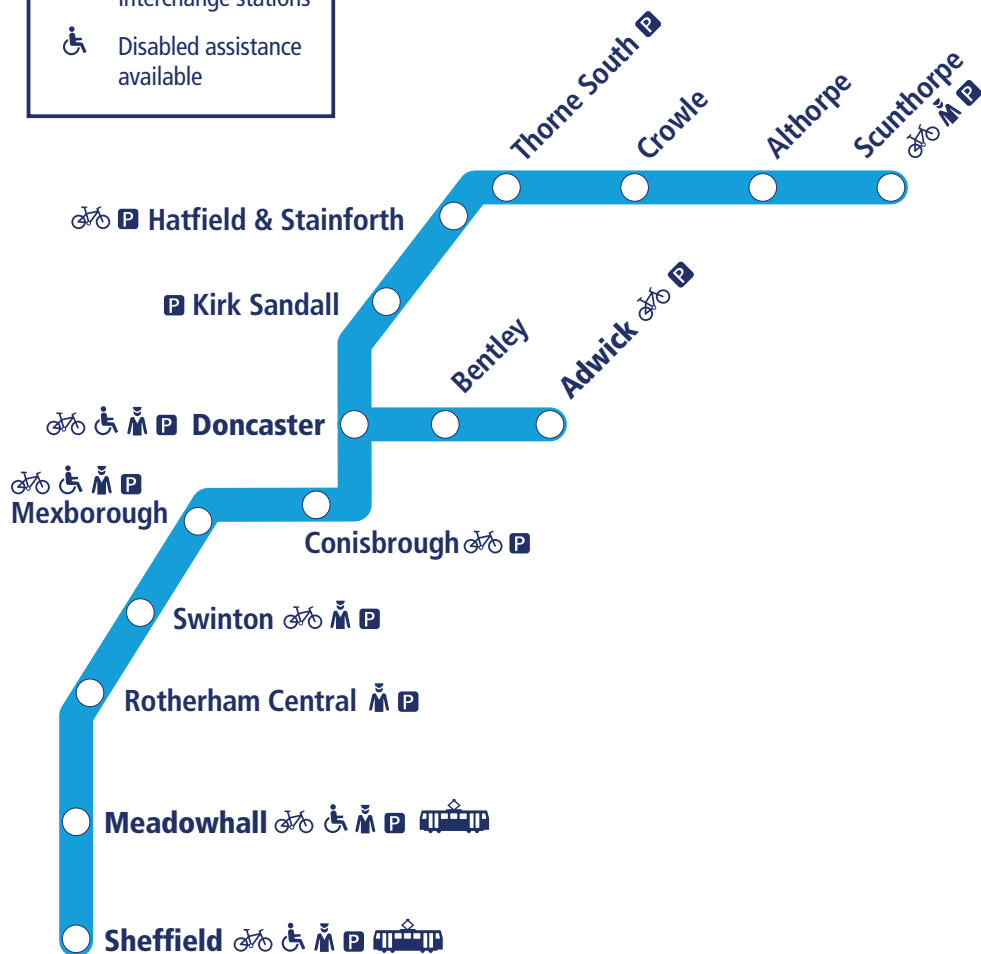 Interchange stations
Disabled assistance
available
Thorne South P
Crowle
Althorpe
Scunthorpe
P
P Hatfield & Stainforth
P Kirk Sandall
Bentley
Adwick P
P Doncaster
P
Mexborough
Conisbrough P
Swinton P
Rotherham Central P
Meadowhall P
Sheffield P